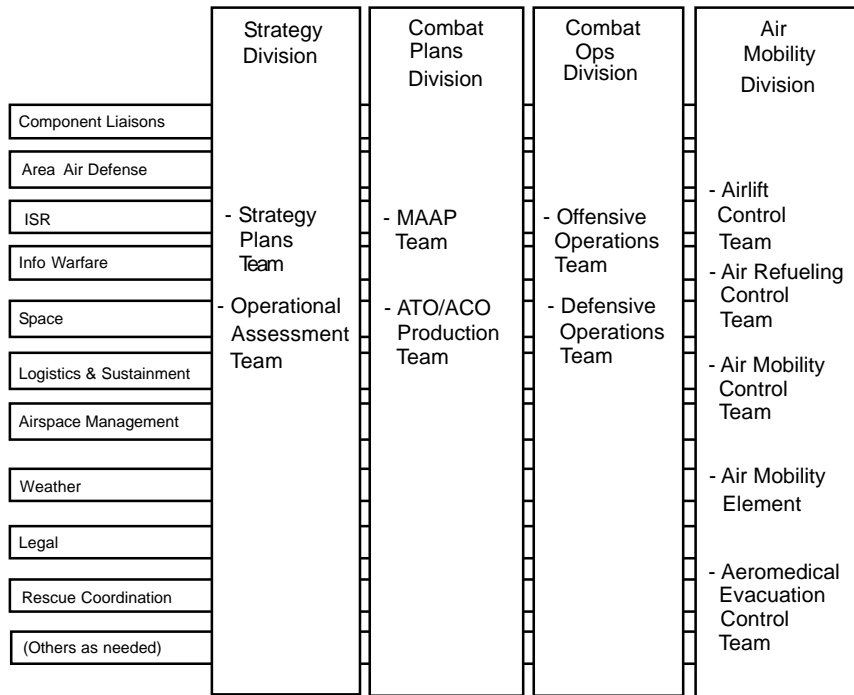 Strategy
Division
Combat
Plans
Division
Combat
Ops
Division
Air
Mobility
Division
Component Liaisons
Area Air Defense
ISR
Info Warfare
Space
Logistics & Sustainment
Airspace Management
Weather
Legal
Rescue Coordination
(Others as needed)
- Strategy
Plans
Team
- Operational
Assessment
Team
- MAAP
Team
- ATO/ACO
Production
Team
- Offensive
Operations
Team
- Defensive
Operations
Team
- Airlift
Control
Team
- Air Refueling
Control
Team
- Air Mobility
Control
Team
- Air Mobility
Element
- Aeromedical
Evacuation
Control
Team